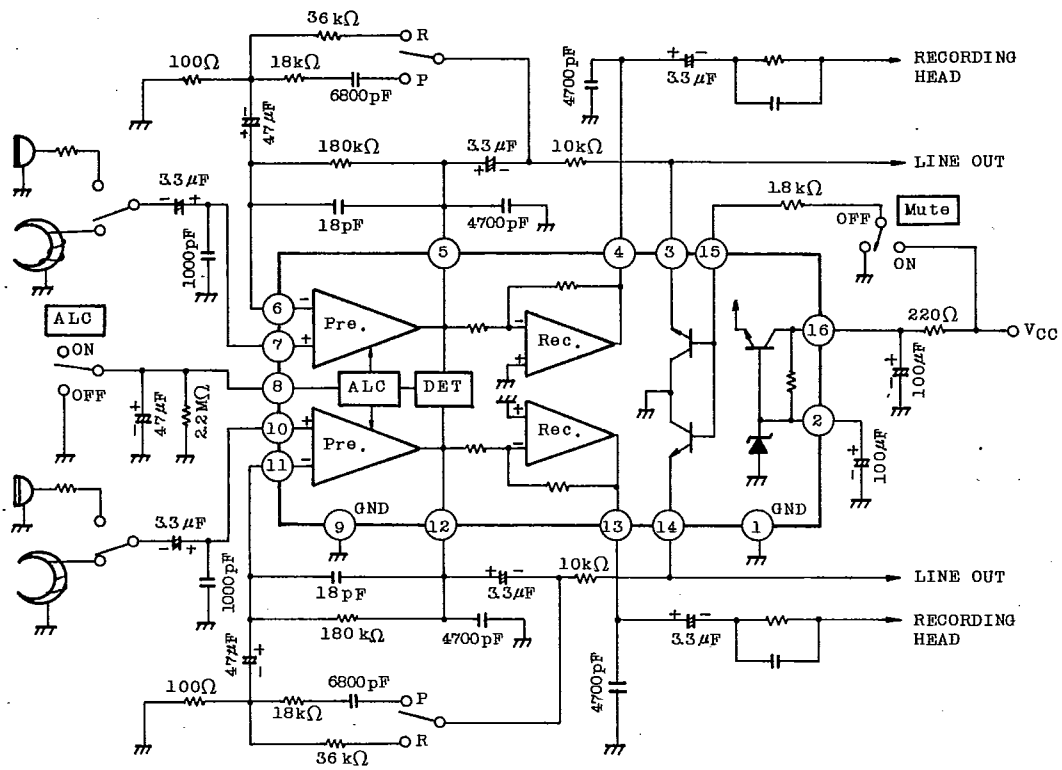 36kΩ
R
100Ω
18kΩ
P
6800pF
47μF
+
-
4700pF
+
-
3.3μF
RECORDING
HEAD
180kΩ
3.3μF
+
-
10kΩ
LINE OUT
3.3μF
-
+
18pF
4700pF
1.8kΩ
OFF
Mute
ON
1000pF
5
4
3
15
6
-
Pre.
7
+
-
Rec.
+
16
220Ω
VCC
ALC
ON
OFF
8
ALC
DET
100μF
-
+
47μF
-
+
2.2MΩ
10
+
Pre.
11
-
+
Rec.
-
2
100μF
-
+
GND
9
12
13
14
GND
1
3.3μF
-
+
1000pF
18pF
+
-
3.3μF
10kΩ
LINE OUT
180kΩ
4700pF
+
-
3.3μF
RECORDING
HEAD
47μF
+
-
100Ω
6800pF
P
18kΩ
R
36kΩ
4700pF